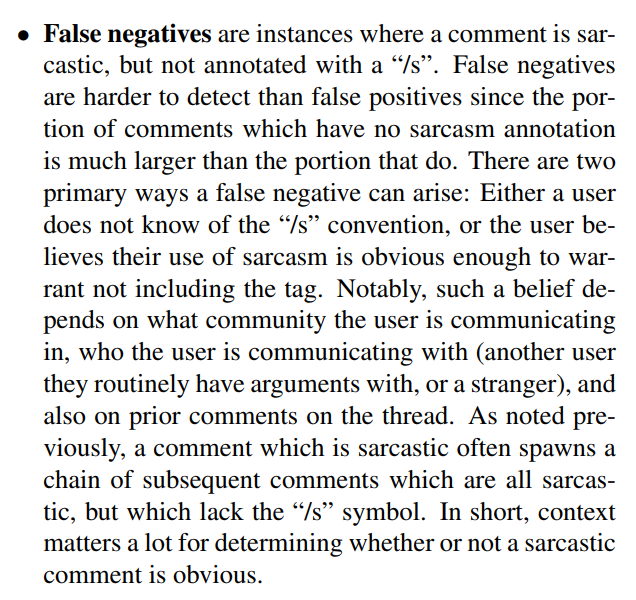 • False negatives are instances where a comment is sar-
castic, but not annotated with a “/s”. False negatives
are harder to detect than false positives since the por-
tion of comments which have no sarcasm annotation
is much larger than the portion that do. There are two
primary ways a false negative can arise: Either a user
does not know of the “/s” convention, or the user be-
lieves their use of sarcasm is obvious enough to war-
rant not including the tag. Notably, such a belief de-
pends on what community the user is communicating
in, who the user is communicating with (another user
they routinely have arguments with, or a stranger), and
also on prior comments on the thread. As noted pre-
viously, a comment which is sarcastic often spawns a
chain of subsequent comments which are all sarcas-
tic, but which lack the “/s” symbol. In short, context
matters a lot for determining whether or not a sarcastic
comment is obvious.